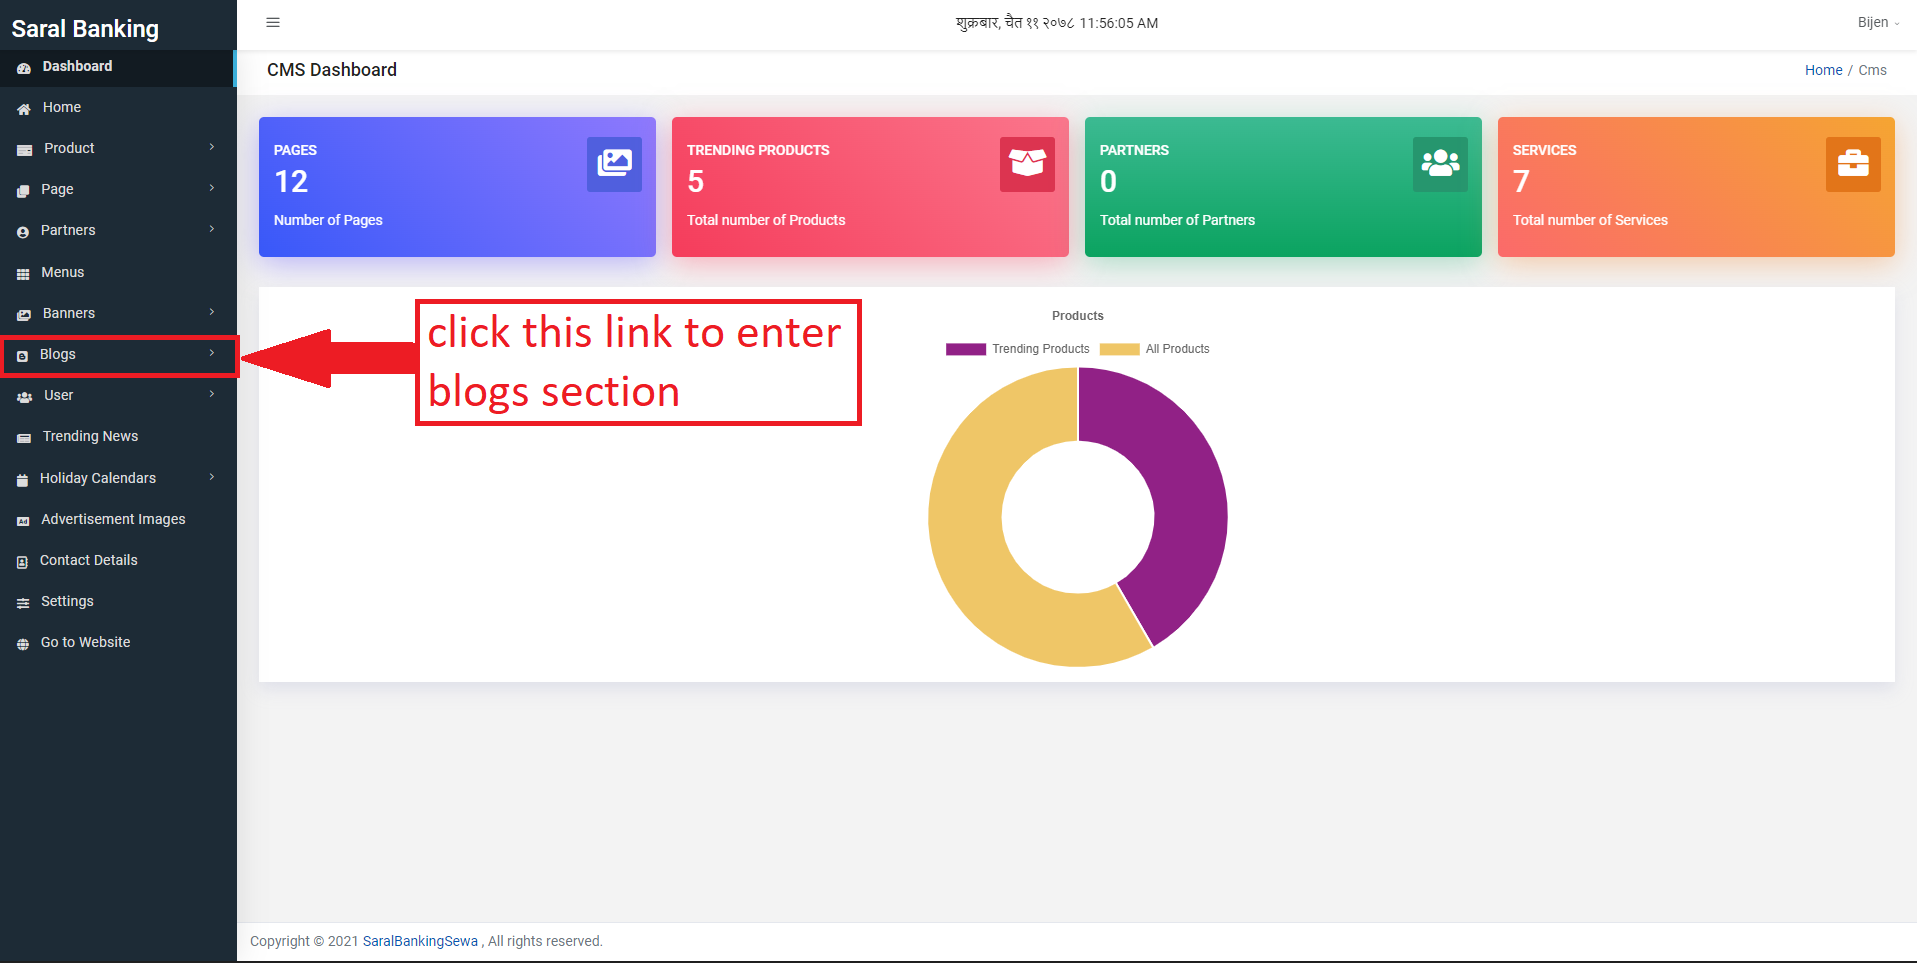 Saral Banking
Dashboard
Home
Product
Page
Partners
Menus
Banners
Blogs
User
Trending News
Holiday Calendars
Advertisement Images
Contact Details
Settings
Go to Website
शुक्रबार, चैत ११ २०७८ 11:56:05 AM
Bijen
CMS Dashboard
Home / Cms
PAGES
12
Number of Pages
TRENDING PRODUCTS
5
Total number of Products
PARTNERS
0
Total number of Partners
SERVICES
7
Total number of Services
click this link to enter
blogs section
Products
Trending Products
All Products
Copyright © 2021 SaralBankingSewa , All rights reserved.